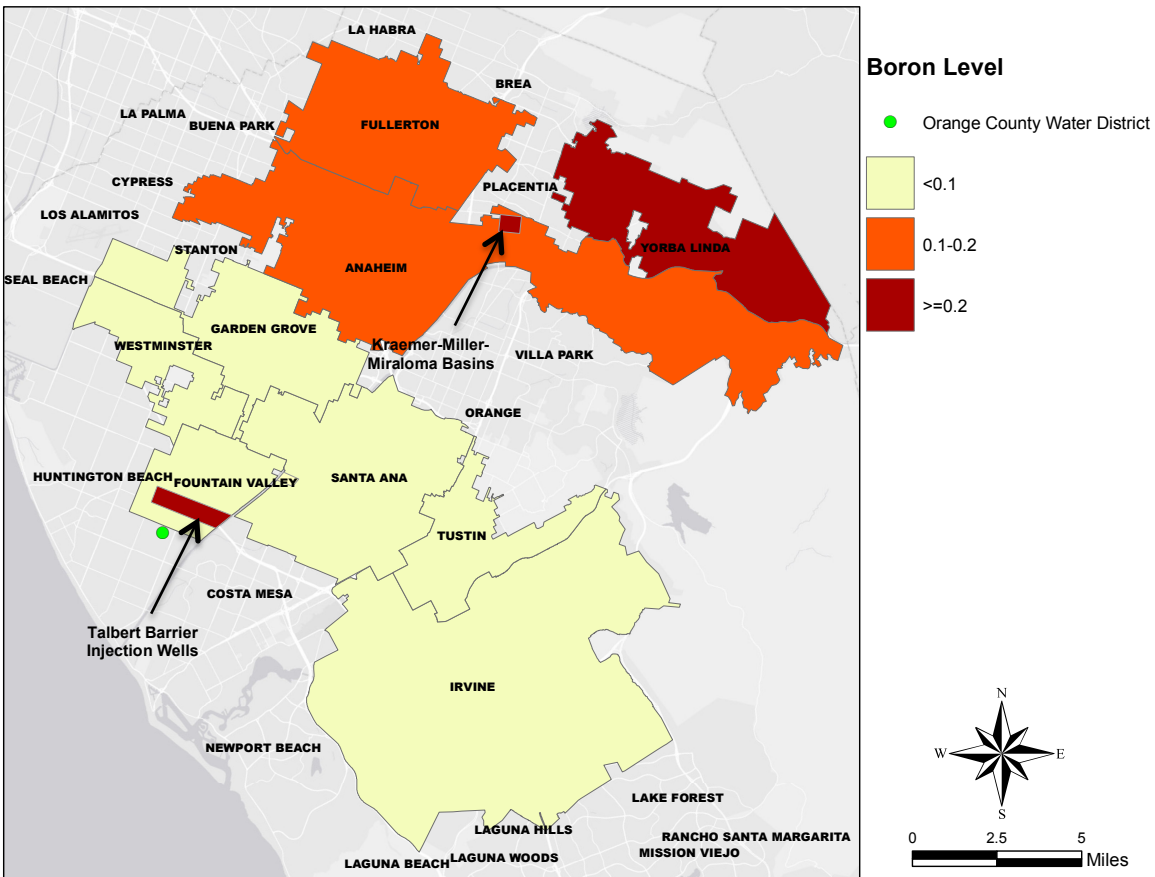 LA HABRA
BREA
LA PALMA
BUENA PARK
FULLERTON
CYPRESS
PLACENTIA
LOS ALAMITOS
STANTON
YORBA LINDA
ANAHEIM
SEAL BEACH
GARDEN GROVE
WESTMINSTER
Kraemer-Miller-
Miraloma Basins
VILLA PARK
ORANGE
HUNTINGTON BEACH
FOUNTAIN VALLEY
SANTA ANA
TUSTIN
COSTA MESA
Talbert Barrier
Injection Wells
IRVINE
NEWPORT BEACH
LAKE FOREST
LAGUNA HILLS
RANCHO SANTA MARGARITA
MISSION VIEJO
LAGUNA BEACH
LAGUNA WOODS
Boron Level
Orange County Water District
<0.1
0.1-0.2
>=0.2
N
W
E
S
0 2.5 5
Miles